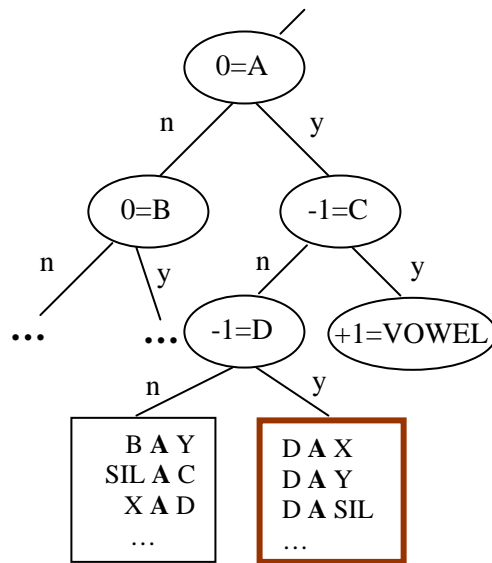 0=A
n
y
0=B
-1=C
n
y
n
y
...
...
-1=D
+1=VOWEL
n
y
B A Y
SIL A C
X A D
...
D A X
D A Y
D A SIL
...